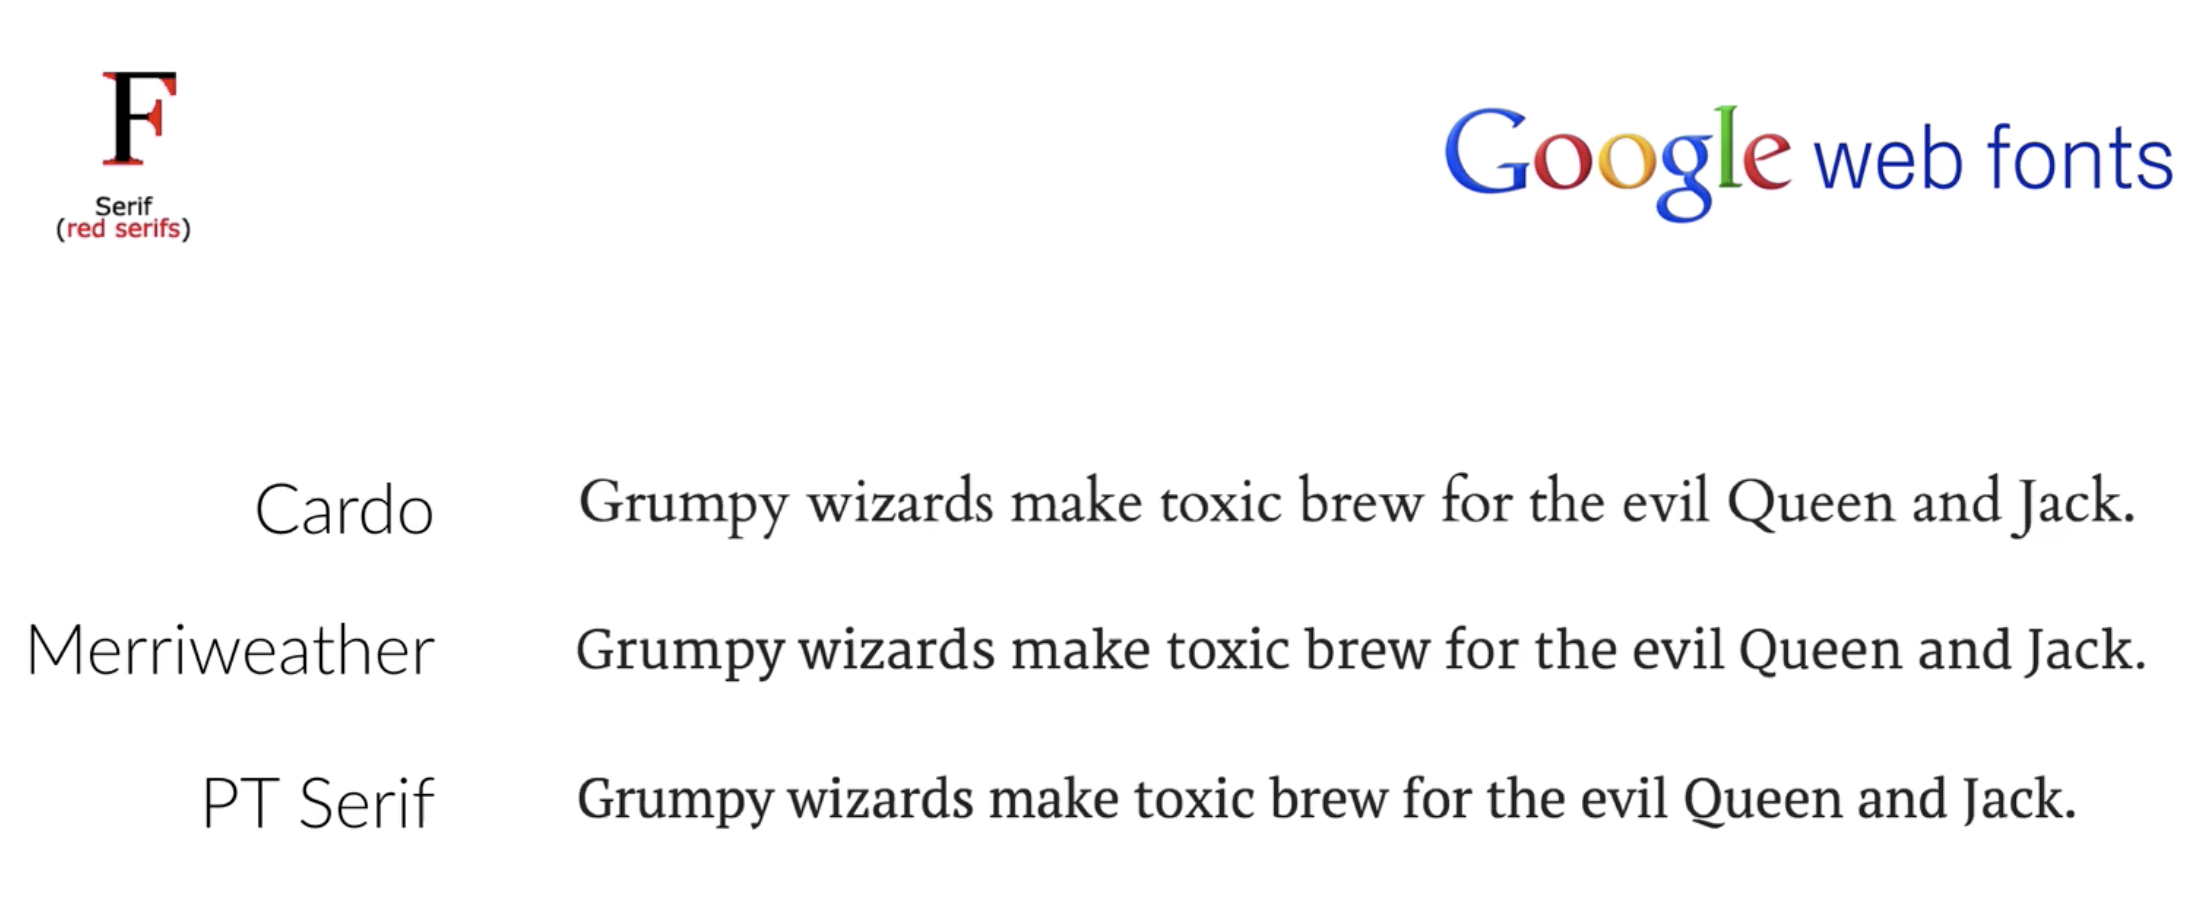 F
Serif
(red serifs)
Google web fonts
Cardo Grumpy wizards make toxic brew for the evil Queen and Jack.
Merriweather Grumpy wizards make toxic brew for the evil Queen and Jack.
PT Serif Grumpy wizards make toxic brew for the evil Queen and Jack.